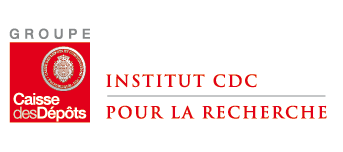 GROUPE
Caisse
desDépôts
INSTITUT CDC
POUR LA RECHERCHE